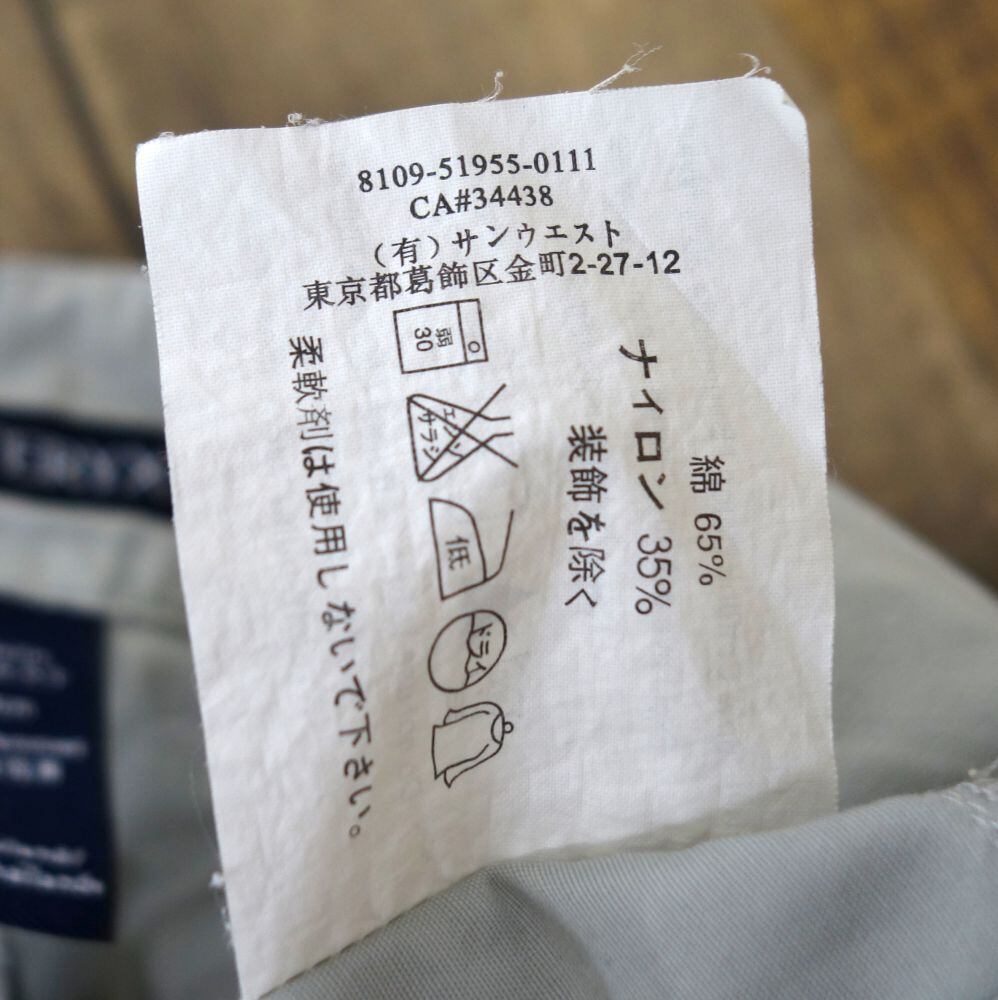 8109-51955-0111
CA#34438
(有)サンウエスト
東京都葛飾区金町2-27-12
綿 65%
ナイロン 35%
装飾を除く
弱
30
エンソ
サラシ
低
ドライ
柔軟剤は使用しないで下さい。